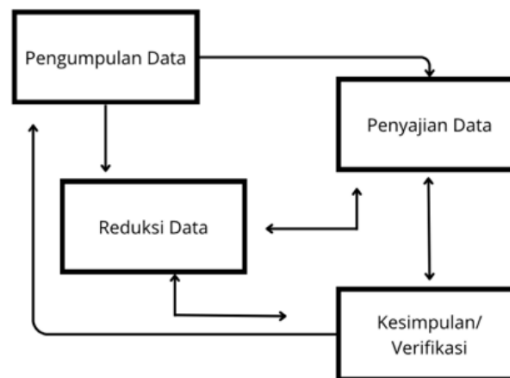 Pengumpulan Data
Penyajian Data
Reduksi Data
Kesimpulan/
Verifikasi